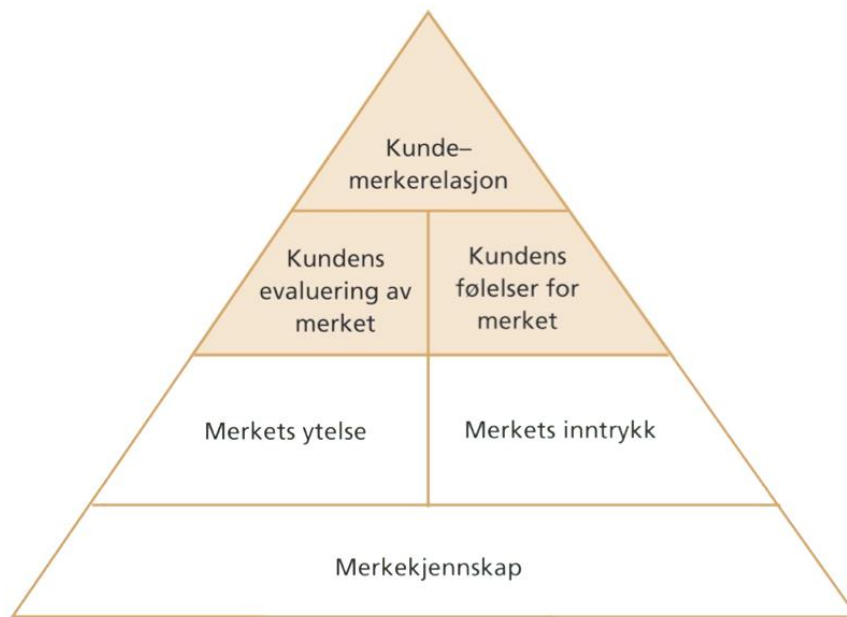 Kunde–
merkerelasjon
Kundens
evaluering av
merket
Kundens
følelser for
merket
Merkets ytelse
Merkets inntrykk
Merkekjennskap